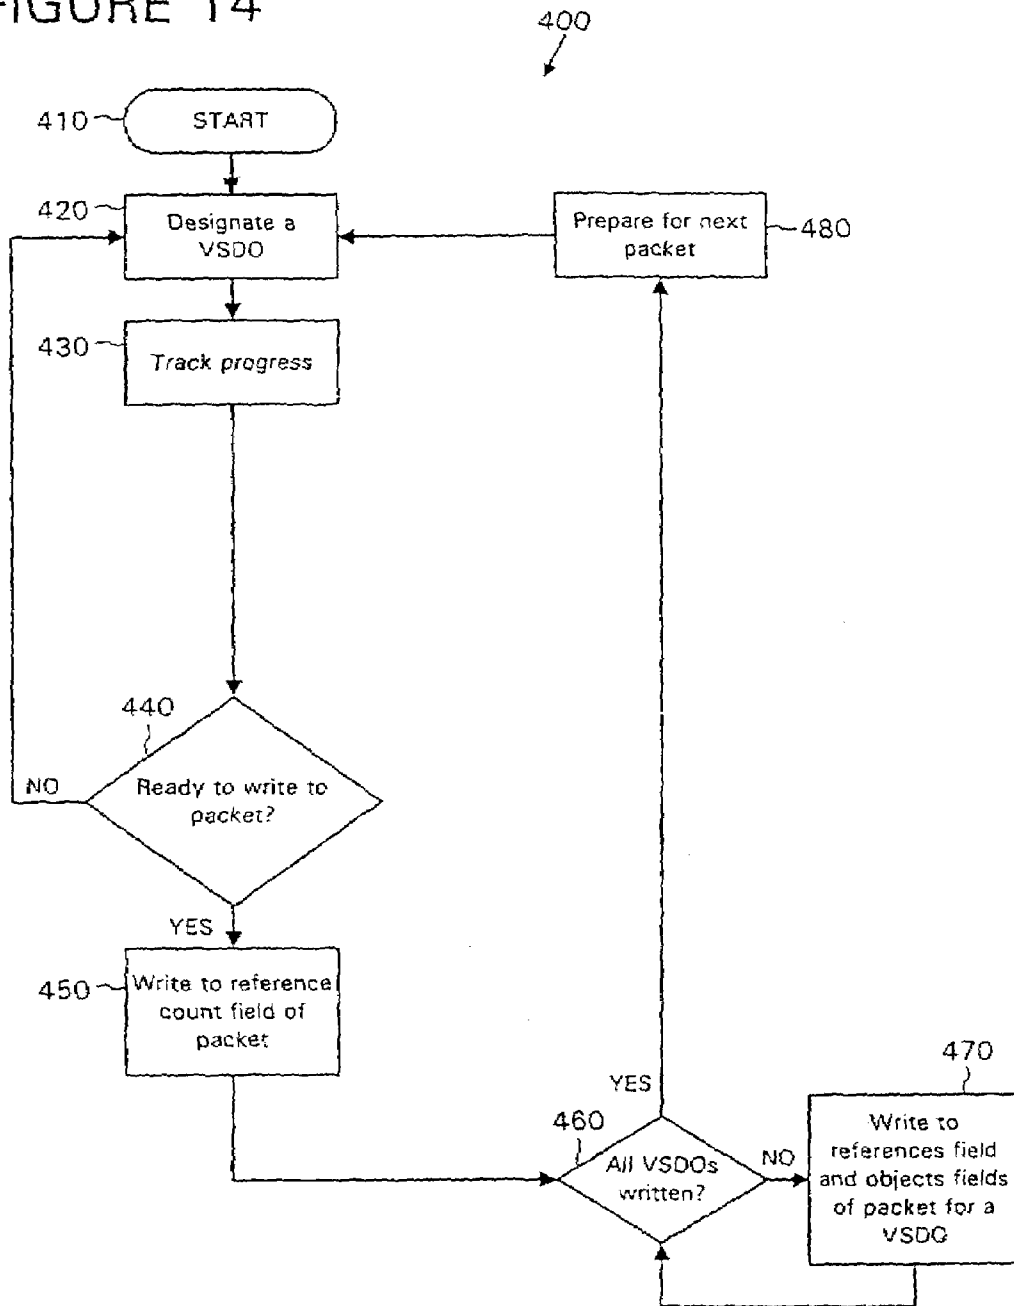 FIGURE 14
400
410
START
420
Designate a
VSDO
Prepare for next
packet
480
430
Track progress
440
NO
Ready to write to
packet?
YES
450
Write to reference
count field of
packet
470
YES
460
All VSDOs
written?
NO
Write to
references field
and objects fields
of packet for a
VSDO